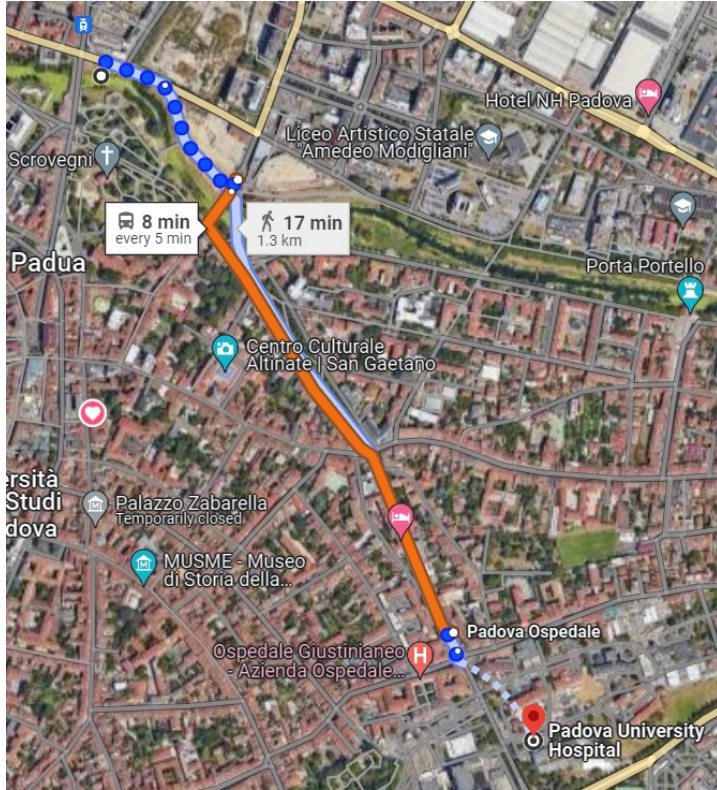 Hotel NH Padova
Liceo Artistico Statale
"Amedeo Modigliani"
Scrovegni
8 min
every 5 min
17 min
1.3 km
Padua
Porta Portello
Centro Culturale
Altinate | San Gaetano
ersità
Studi
dova
Palazzo Zabarella
Temporarily closed
MUSME - Museo
di Storia della...
Padova Ospedale
Ospedale Giustinianeo
- Azienda Ospedale...
H
Padova University
Hospital